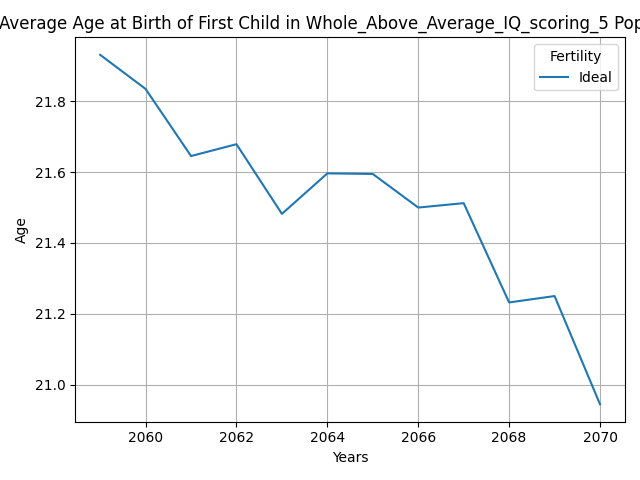 Average Age at Birth of First Child in Whole_Above_Average_IQ_scoring_5 Pop
Fertility
Ideal
21.8
21.6
21.4
21.2
21.0
Age
2060 2062 2064 2066 2068 2070
Years